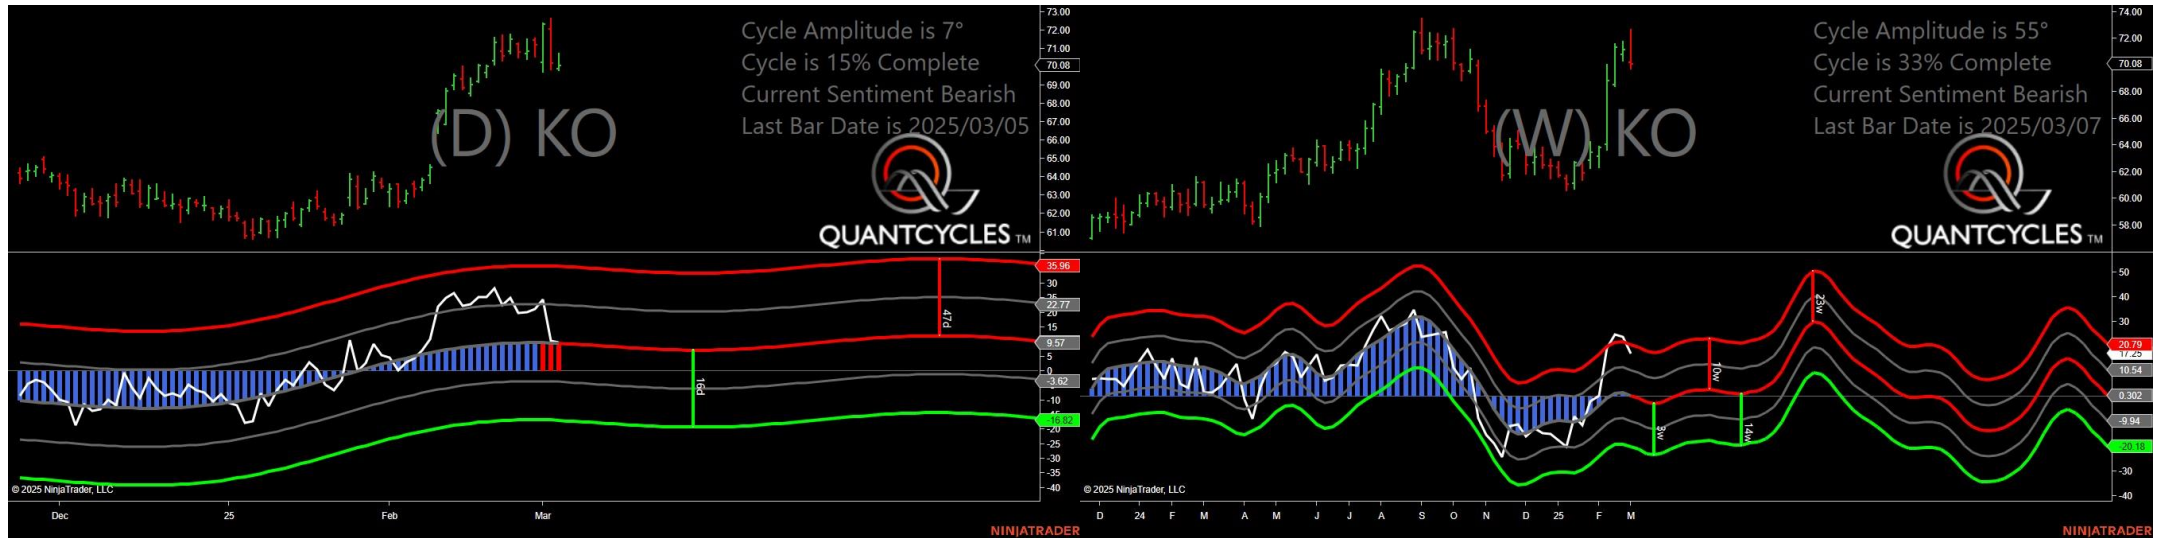 Cycle Amplitude is 7°
Cycle is 15% Complete
Current Sentiment Bearish
Last Bar Date is 2025/03/05
(D) KO
QUANTCYCLES TM
73.00
72.00
71.00
70.08
69.00
68.00
67.00
66.00
65.00
64.00
63.00
62.00
61.00
35.96
30
25
22.77
20
15
9.57
5
0
-3.62
-10
-15
-16.82
-20
-25
-30
-35
-40
47d
16d
© 2025 NinjaTrader, LLC
Dec
25
Feb
Mar
NINJATRADER
Cycle Amplitude is 55°
Cycle is 33% Complete
Current Sentiment Bearish
Last Bar Date is 2025/03/07
(W) KO
QUANTCYCLES TM
74.00
72.00
70.08
68.00
66.00
64.00
62.00
60.00
58.00
50
40
30
20.79
17.25
10.54
0.302
-9.94
-20.18
-30
-40
23w
10w
3w
14w
© 2025 NinjaTrader, LLC
D
24
F
M
A
M
J
J
A
S
O
N
D
25
F
M
NINJATRADER